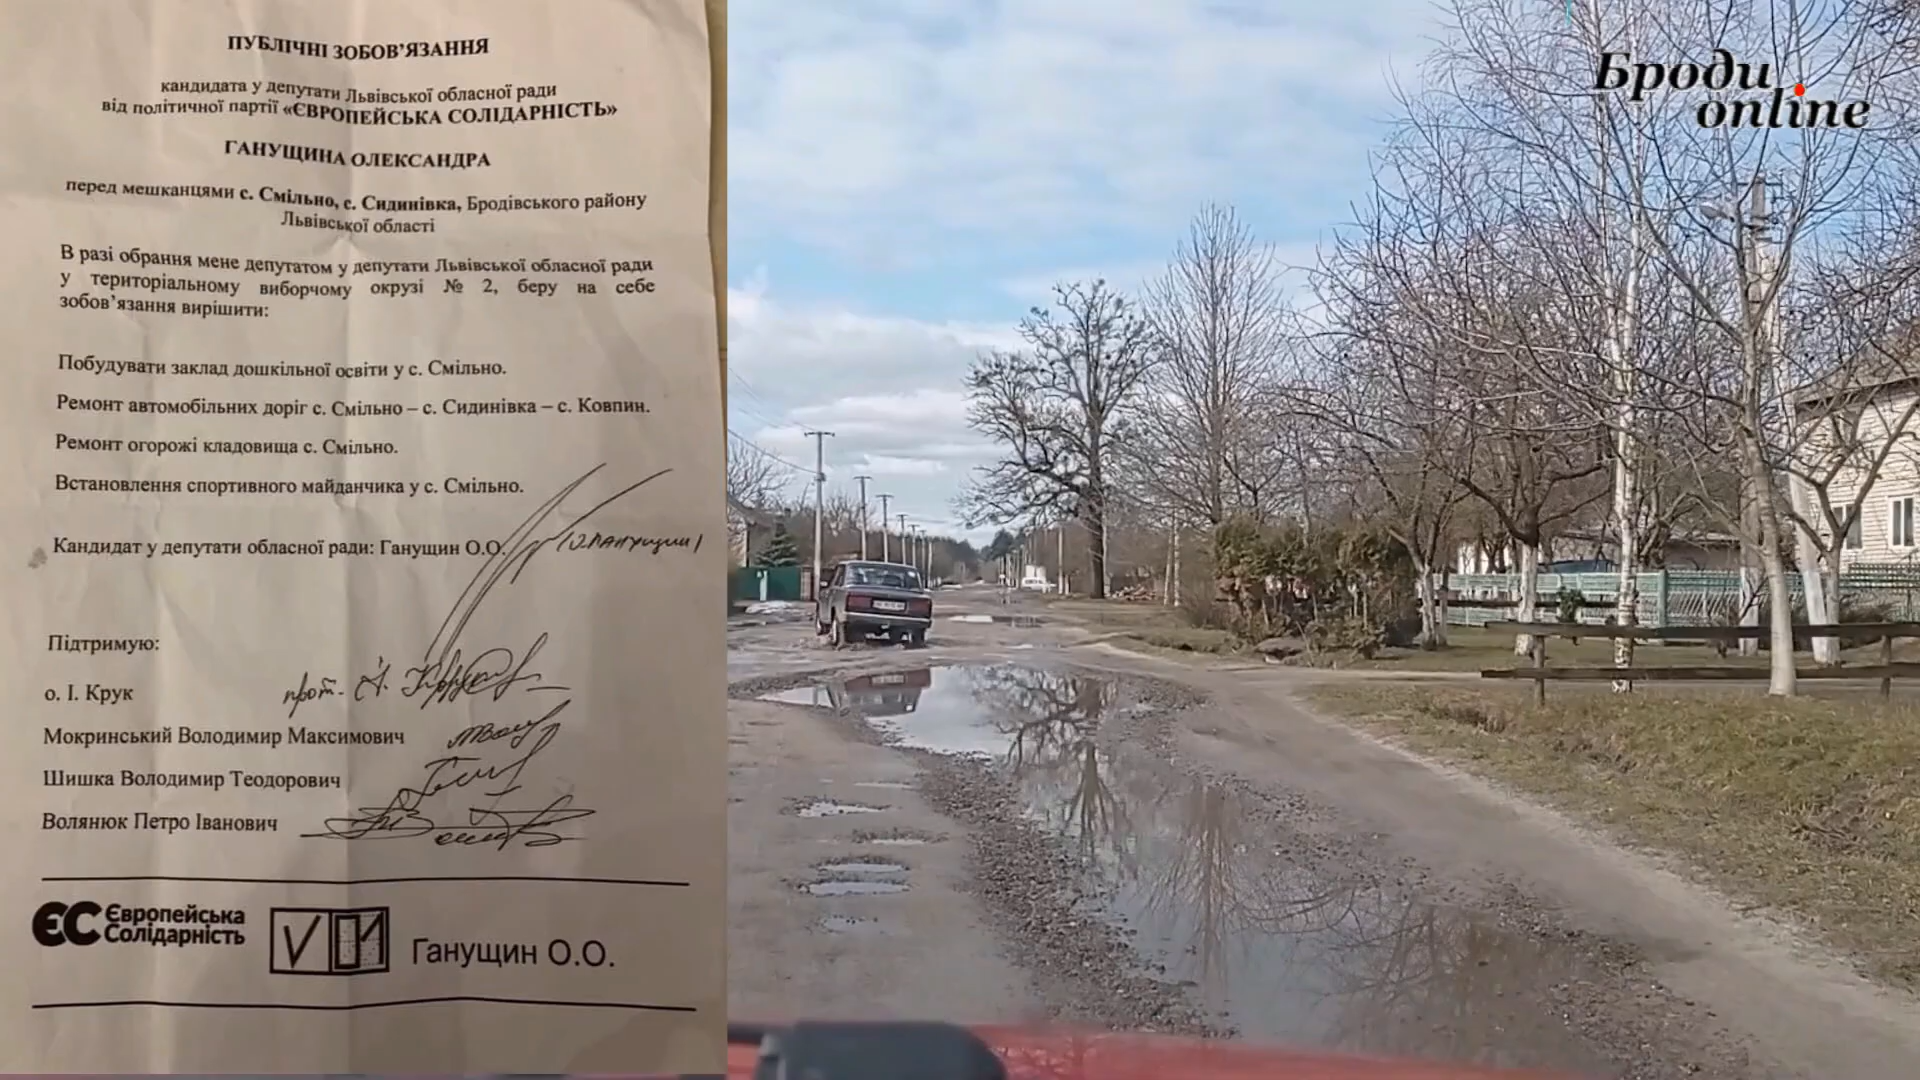 ПУБЛІЧНІ ЗОБОВ’ЯЗАННЯ
кандидата у депутати Львівської обласної ради
від політичної партії «ЄВРОПЕЙСЬКА СОЛІДАРНІСТЬ»
ГАНУЩИНА ОЛЕКСАНДРА
перед мешканцями с. Смільно, с. Сидинівка, Бродівського району
Львівської області
В разі обрання мене депутатом у депутати Львівської обласної ради
у територіальному виборчому окрузі № 2, беру на себе
зобов’язання вирішити:
Побудувати заклад дошкільної освіти у с. Смільно.
Ремонт автомобільних доріг с. Смільно – с. Сидинівка – с. Ковпин.
Ремонт огорожі кладовища с. Смільно.
Встановлення спортивного майданчика у с. Смільно.
Кандидат у депутати обласної ради: Ганущин О.О. (О.Ганущин)
Підтримую:
о. І. Крук прот. І. Крук
Мокринський Володимир Максимович
Шишка Володимир Теодорович
Волянюк Петро Іванович
ЄС Європейська
Солідарність
Ганущин О.О.
Броди
online